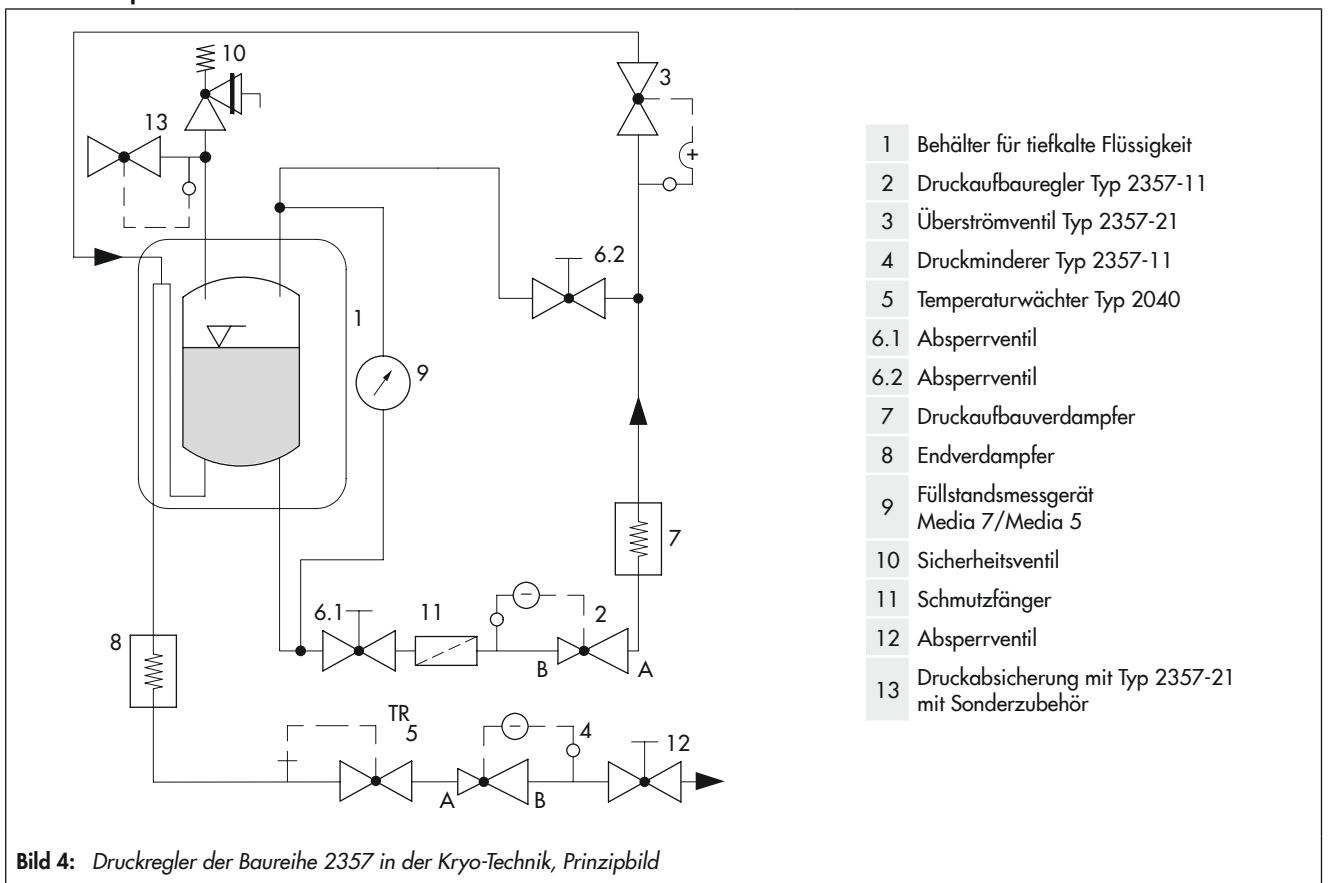 10
3
13
+
6.2
1
9
7
6.1
11
−
2
8
B
A
TR
5
−
4
12
A
B
1 Behälter für tiefkalte Flüssigkeit
2 Druckaufbauregler Typ 2357-11
3 Überströmventil Typ 2357-21
4 Druckminderer Typ 2357-11
5 Temperaturwächter Typ 2040
6.1 Absperrventil
6.2 Absperrventil
7 Druckaufbauverdampfer
8 Endverdampfer
9 Füllstandsmessgerät
Media 7/Media 5
10 Sicherheitsventil
11 Schmutzfänger
12 Absperrventil
13 Druckabsicherung mit Typ 2357-21
mit Sonderzubehör
Bild 4: Druckregler der Baureihe 2357 in der Kryo-Technik, Prinzipbild